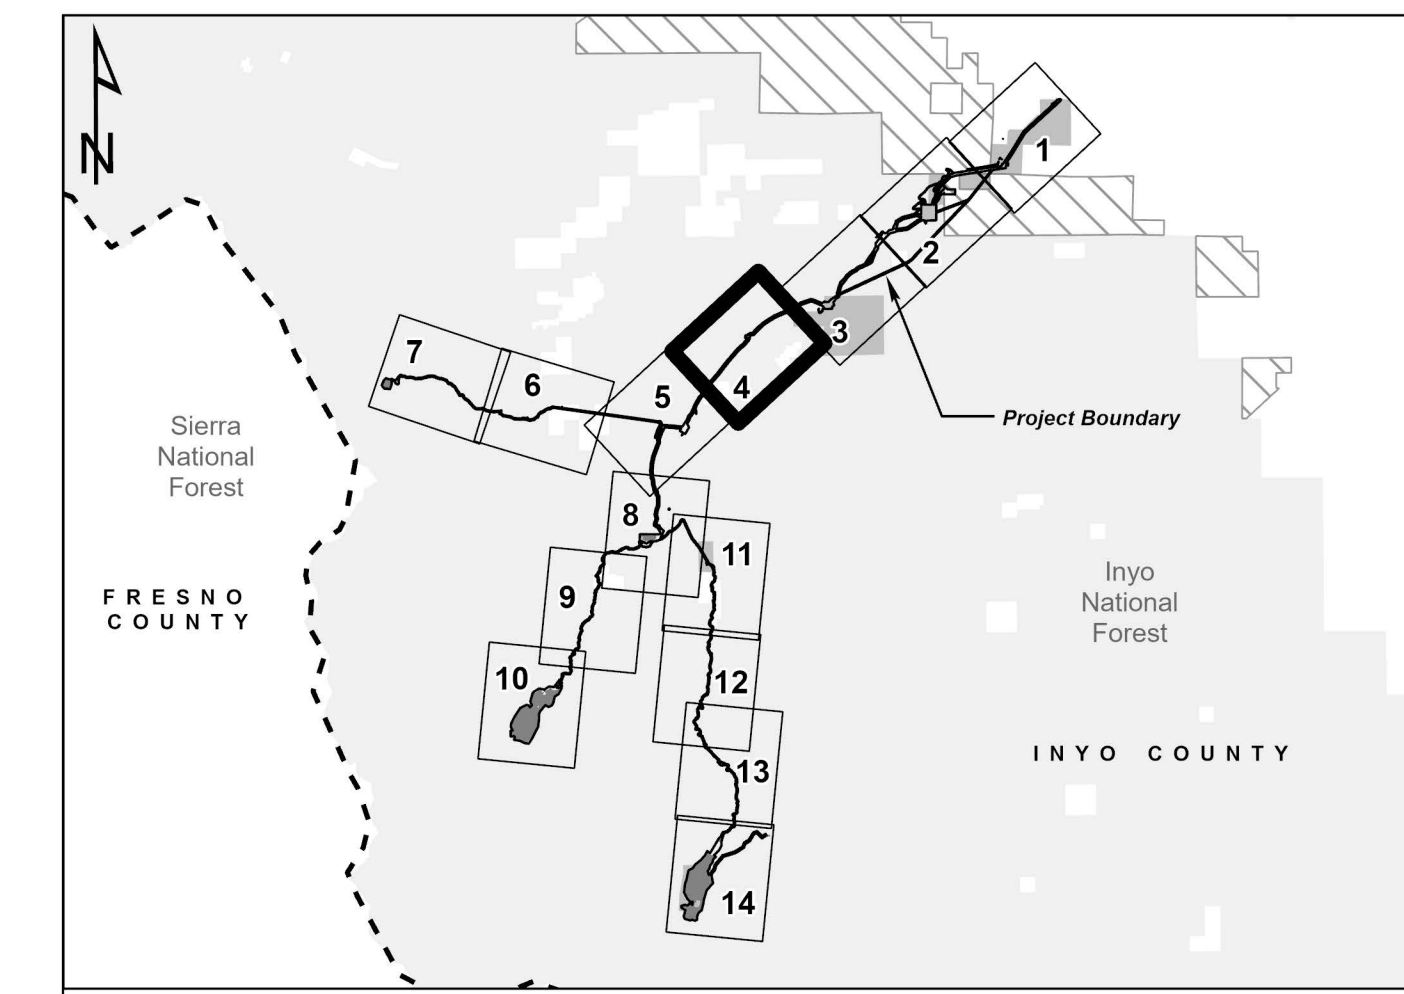 N
1
2
3
4
5
6
7
Project Boundary
Sierra
National
Forest
8
11
9
Inyo
National
Forest
FRESNO
COUNTY
10
12
INYO COUNTY
13
14